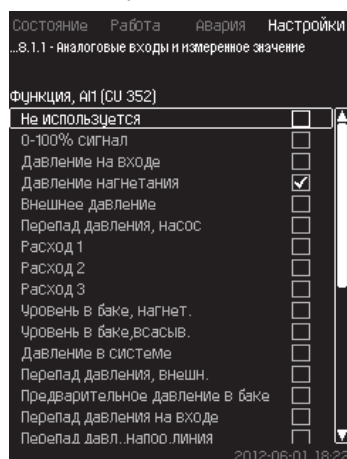 Состояние Работа Авария Настройки
...8.1.1 - Аналоговые входы и измеренное значение
Функция, AI1 (CU 352)
Не используется
0-100% сигнал
Давление на входе
Давление нагнетания
Внешнее давление
Перепад давления, насос
Расход 1
Расход 2
Расход 3
Уровень в баке, нагнет.
Уровень в баке,всасыв.
Давление в системе
Перепад давления, внешн.
Предварительное давление в баке
Перепад давления на входе
Перепад давл..напор.линия
2012-06-01 18:22